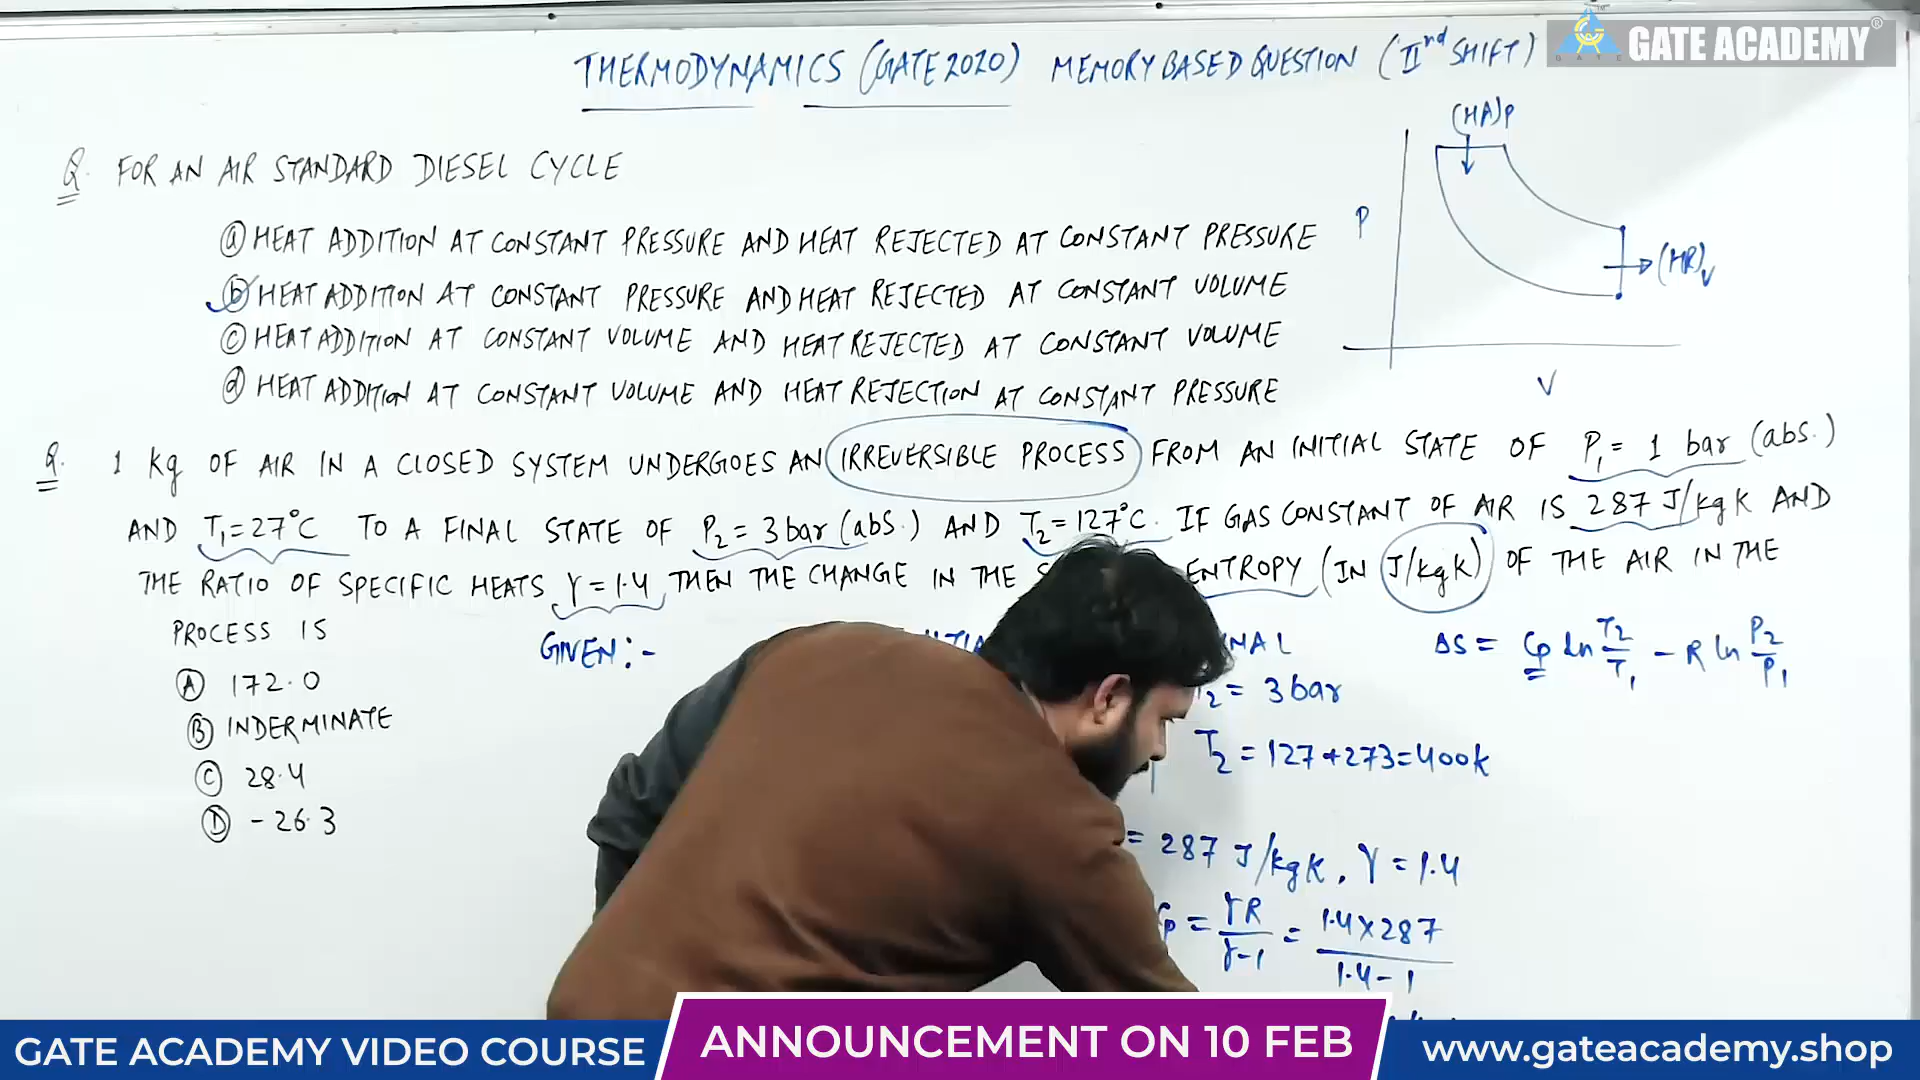 THERMODYNAMICS (GATE 2020) MEMORY BASED QUESTION (IInd SHIFT)
GATE ACADEMY®
Q. FOR AN AIR STANDARD DIESEL CYCLE
(a) HEAT ADDITION AT CONSTANT PRESSURE AND HEAT REJECTED AT CONSTANT PRESSURE
(b) HEAT ADDITION AT CONSTANT PRESSURE AND HEAT REJECTED AT CONSTANT VOLUME
(c) HEAT ADDITION AT CONSTANT VOLUME AND HEAT REJECTED AT CONSTANT VOLUME
(d) HEAT ADDITION AT CONSTANT VOLUME AND HEAT REJECTION AT CONSTANT PRESSURE
(HA)p
P
(HR)v
V
Q. 1 kg OF AIR IN A CLOSED SYSTEM UNDERGOES AN IRREVERSIBLE PROCESS FROM AN INITIAL STATE OF P1 = 1 bar (abs.)
AND T1=27°C TO A FINAL STATE OF P2 = 3 bar (abs.) AND T2 = 127°C. IF GAS CONSTANT OF AIR IS 287 J/kgK AND
THE RATIO OF SPECIFIC HEATS γ = 1.4 THEN THE CHANGE IN THE ENTROPY (IN J/kgK) OF THE AIR IN THE
PROCESS IS
(A) 172.0
(B) INDERMINATE
(C) 28.4
(D) -26.3
GIVEN:-
2 = 3 bar
T2 = 127+273=400k
= 287 J/kgK, γ = 1.4
Cp = γR/γ-1 = 1.4×287/1.4-1
ΔS = Cp ln T2/T1 - R ln P2/P1
GATE ACADEMY VIDEO COURSE
ANNOUNCEMENT ON 10 FEB
www.gateacademy.shop